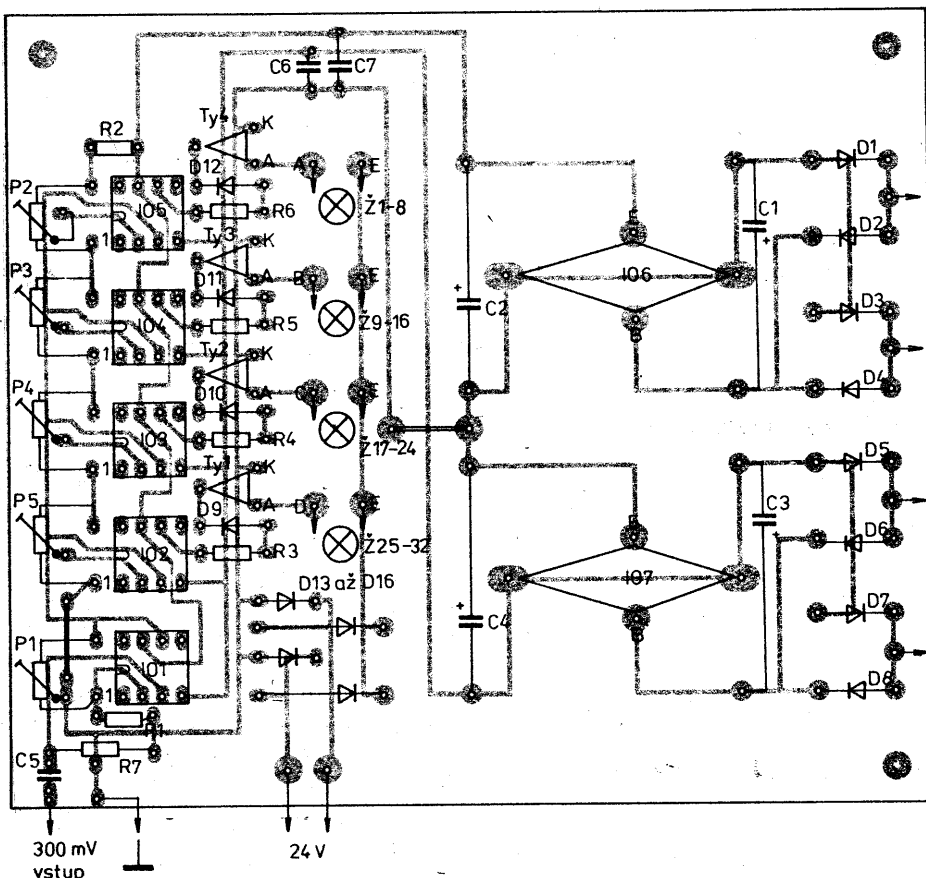 C6
C7
R2
Ty4
K
A
A
E
D12
D1
P2
IO5
R6
Ž1-8
C1
+
D2
1
Ty3
K
E
P3
D11
A
B
E
IO6
+
C2
D3
IO4
R5
Ž9-16
B
1
Ty2
K
P4
D10
A
E
D4
IO3
R4
Ž17-24
1
Ty1
K
D5
P5
D9
A
D
E
C3
E
D6
+
IO2
R3
Ž25-32
1
D13 až D16
IO7
+
C4
D7
P1
IO1
B
1
D8
R1
C5
R7
300 mV
vstup
24 V